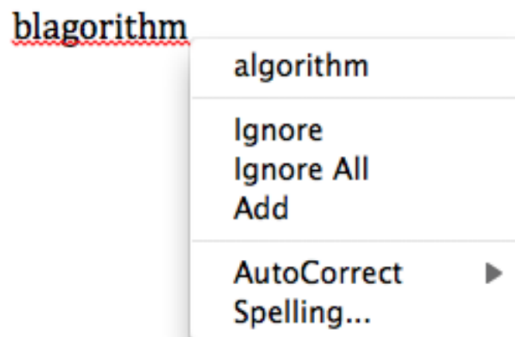 blagorithm
algorithm
Ignore
Ignore All
Add
AutoCorrect
Spelling...